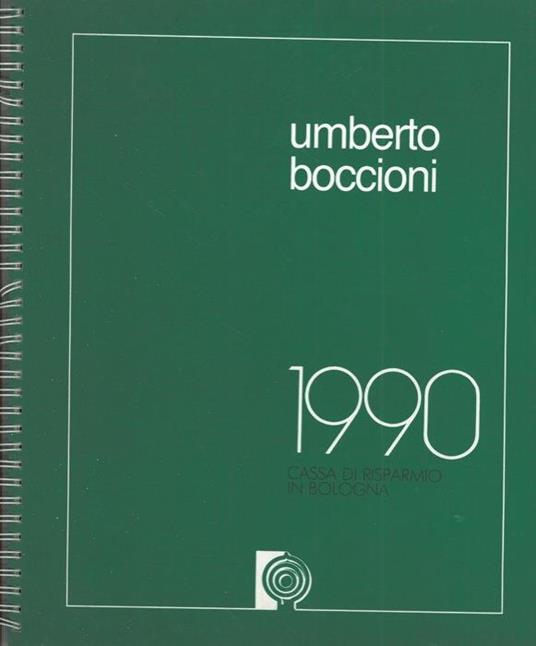 umberto
boccioni
1990
CASSA DI RISPARMIO
IN BOLOGNA